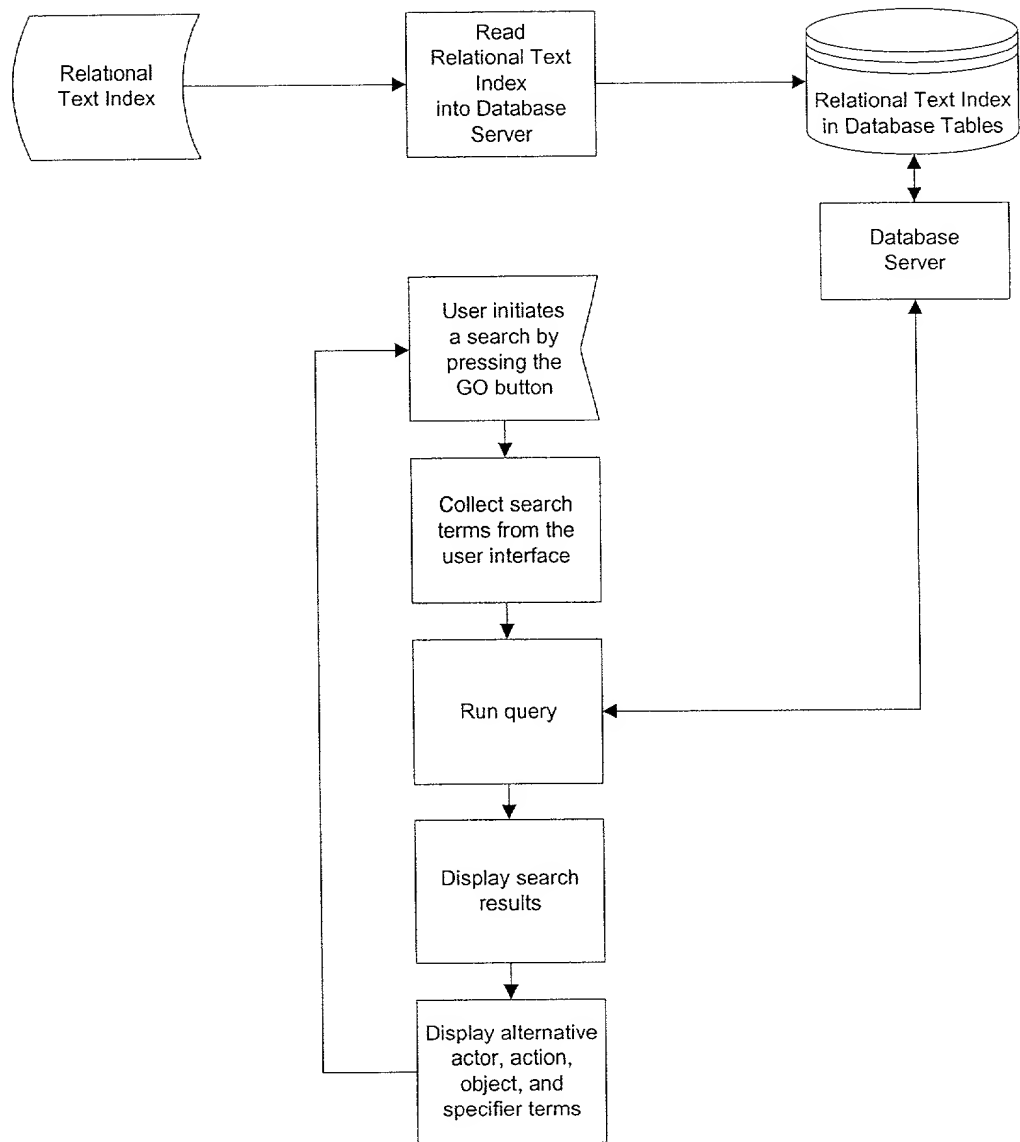 Relational
Text Index
Read
Relational Text
Index
into Database
Server
Relational Text Index
in Database Tables
Database
Server
User initiates
a search by
pressing the
GO button
Collect search
terms from the
user interface
Run query
Display search
results
Display alternative
actor, action,
object, and
specifier terms